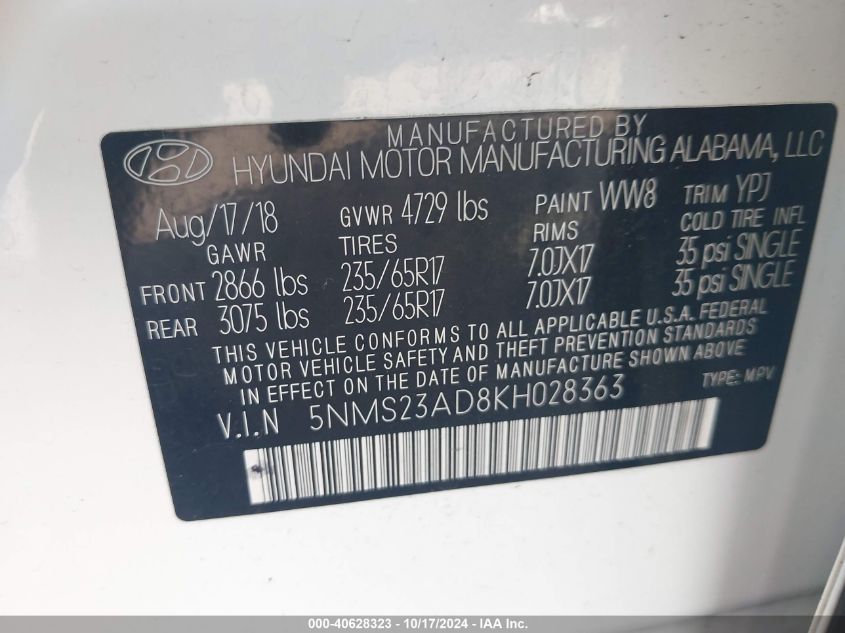 MANUFACTURED BY
HYUNDAI MOTOR MANUFACTURING ALABAMA, LLC
Aug/17/18 GVWR 4729 lbs PAINT WW8 TRIM YPJ
GAWR TIRES RIMS COLD TIRE INFL
FRONT 2866 lbs 235/65R17 7.0JX17 35 psi SINGLE
REAR 3075 lbs 235/65R17 7.0JX17 35 psi SINGLE
THIS VEHICLE CONFORMS TO ALL APPLICABLE U.S.A. FEDERAL
MOTOR VEHICLE SAFETY AND THEFT PREVENTION STANDARDS
IN EFFECT ON THE DATE OF MANUFACTURE SHOWN ABOVE
V.I.N 5NMS23AD8KH028363 TYPE: M.P.V
000-40628323 - 10/17/2024 - IAA Inc.